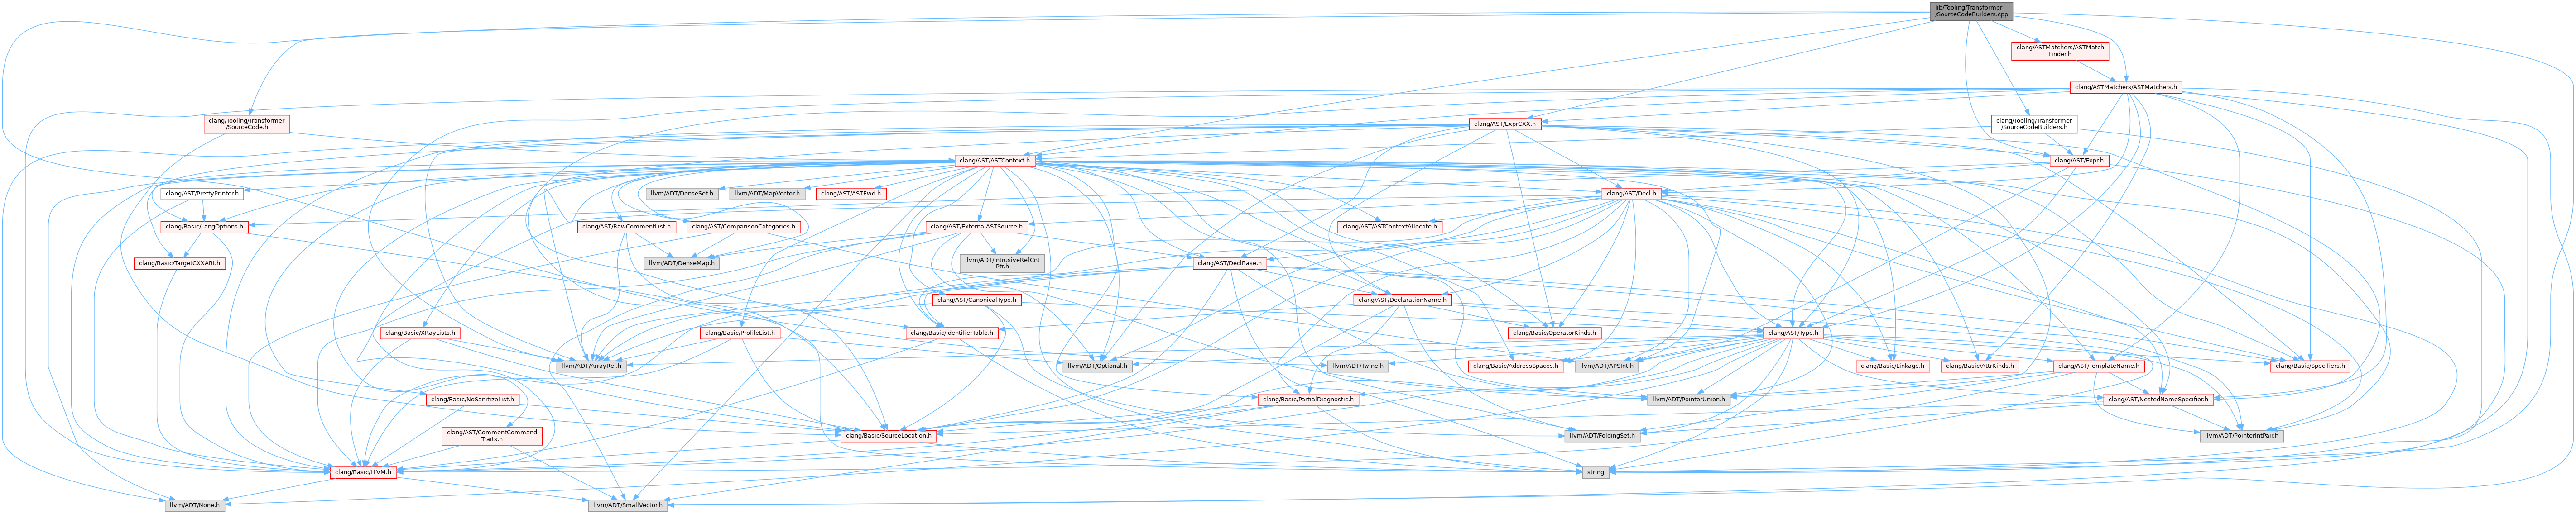 lib/Tooling/Transformer
/SourceCodeBuilders.cpp
clang/ASTMatchers/ASTMatch
Finder.h
clang/ASTMatchers/ASTMatchers.h
clang/Tooling/Transformer
/SourceCode.h
clang/AST/ExprCXX.h
clang/Tooling/Transformer
/SourceCodeBuilders.h
clang/AST/ASTContext.h
clang/AST/Expr.h
clang/AST/PrettyPrinter.h
llvm/ADT/DenseSet.h
llvm/ADT/MapVector.h
clang/AST/ASTFwd.h
clang/AST/Decl.h
clang/Basic/LangOptions.h
clang/AST/RawCommentList.h
clang/AST/ComparisonCategories.h
clang/AST/ExternalASTSource.h
clang/AST/ASTContextAllocate.h
clang/Basic/TargetCXXABI.h
llvm/ADT/DenseMap.h
llvm/ADT/IntrusiveRefCnt
Ptr.h
clang/AST/DeclBase.h
clang/AST/CanonicalType.h
clang/AST/DeclarationName.h
clang/Basic/XRayLists.h
clang/Basic/ProfileList.h
clang/Basic/IdentifierTable.h
clang/Basic/OperatorKinds.h
clang/AST/Type.h
llvm/ADT/ArrayRef.h
llvm/ADT/Optional.h
llvm/ADT/Twine.h
clang/Basic/AddressSpaces.h
llvm/ADT/APSInt.h
clang/Basic/Linkage.h
clang/Basic/AttrKinds.h
clang/AST/TemplateName.h
clang/Basic/Specifiers.h
clang/Basic/NoSanitizeList.h
clang/Basic/PartialDiagnostic.h
llvm/ADT/PointerUnion.h
clang/AST/NestedNameSpecifier.h
clang/AST/CommentCommand
Traits.h
clang/Basic/SourceLocation.h
llvm/ADT/FoldingSet.h
llvm/ADT/PointerIntPair.h
clang/Basic/LLVM.h
string
llvm/ADT/None.h
llvm/ADT/SmallVector.h